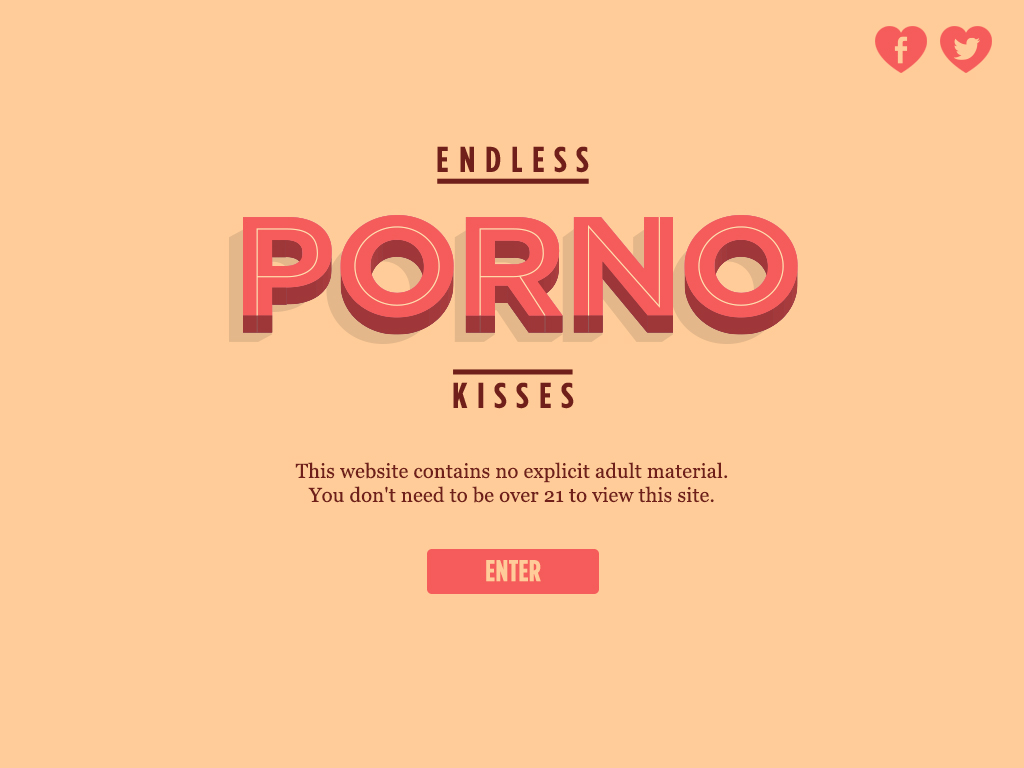 ENDLESS
PORNO
KISSES
This website contains no explicit adult material.
You don't need to be over 21 to view this site.
ENTER